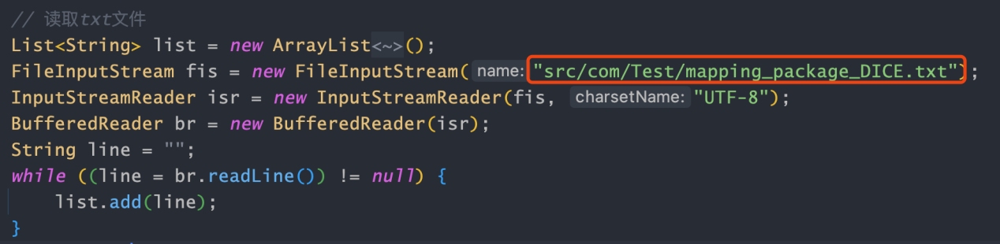 // 读取txt文件
List<String> list = new ArrayList<~>();
FileInputStream fis = new FileInputStream( name: "src/com/Test/mapping_package_DICE.txt");
InputStreamReader isr = new InputStreamReader(fis, charsetName: "UTF-8");
BufferedReader br = new BufferedReader(isr);
String line = "";
while ((line = br.readLine()) != null) {
    list.add(line);
}